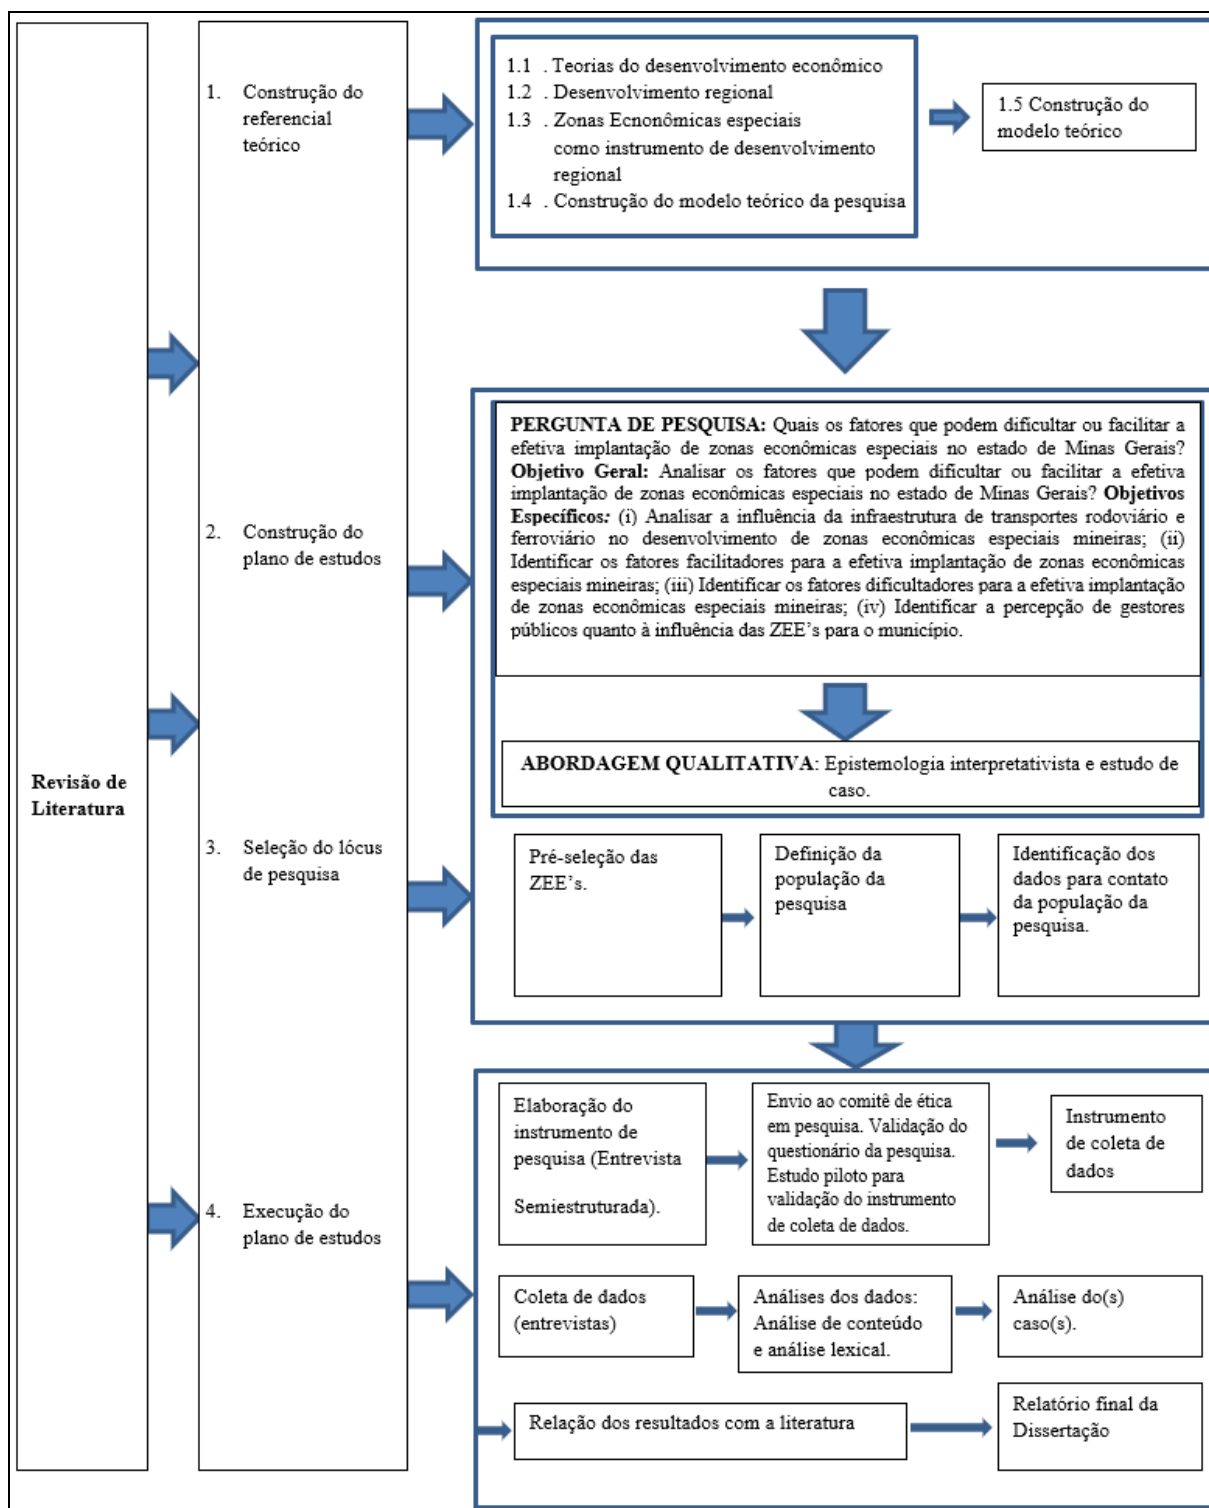 Revisão de
Literatura
1. Construção do
referencial
teórico
2. Construção do
plano de estudos
3. Seleção do lócus
de pesquisa
4. Execução do
plano de estudos
1.1 . Teorias do desenvolvimento econômico
1.2 . Desenvolvimento regional
1.3 . Zonas Ecnonômicas especiais
como instrumento de desenvolvimento
regional
1.4 . Construção do modelo teórico da pesquisa
1.5 Construção do
modelo teórico
PERGUNTA DE PESQUISA: Quais os fatores que podem dificultar ou facilitar a
efetiva implantação de zonas econômicas especiais no estado de Minas Gerais?
Objetivo Geral: Analisar os fatores que podem dificultar ou facilitar a efetiva
implantação de zonas econômicas especiais no estado de Minas Gerais? Objetivos
Específicos: (i) Analisar a influência da infraestrutura de transportes rodoviário e
ferroviário no desenvolvimento de zonas econômicas especiais mineiras; (ii)
Identificar os fatores facilitadores para a efetiva implantação de zonas econômicas
especiais mineiras; (iii) Identificar os fatores dificultadores para a efetiva implantação
de zonas econômicas especiais mineiras; (iv) Identificar a percepção de gestores
públicos quanto à influência das ZEE’s para o município.
ABORDAGEM QUALITATIVA: Epistemologia interpretativista e estudo de
caso.
Pré-seleção das
ZEE’s.
Definição da
população da
pesquisa
Identificação dos
dados para contato
da população da
pesquisa.
Elaboração do
instrumento de
pesquisa (Entrevista
Semiestruturada).
Envio ao comitê de ética
em pesquisa. Validação do
questionário da pesquisa.
Estudo piloto para
validação do instrumento
de coleta de dados.
Instrumento
de coleta de
dados
Coleta de dados
(entrevistas)
Análises dos dados:
Análise de conteúdo
e análise lexical.
Análise do(s)
caso(s).
Relação dos resultados com a literatura
Relatório final da
Dissertação